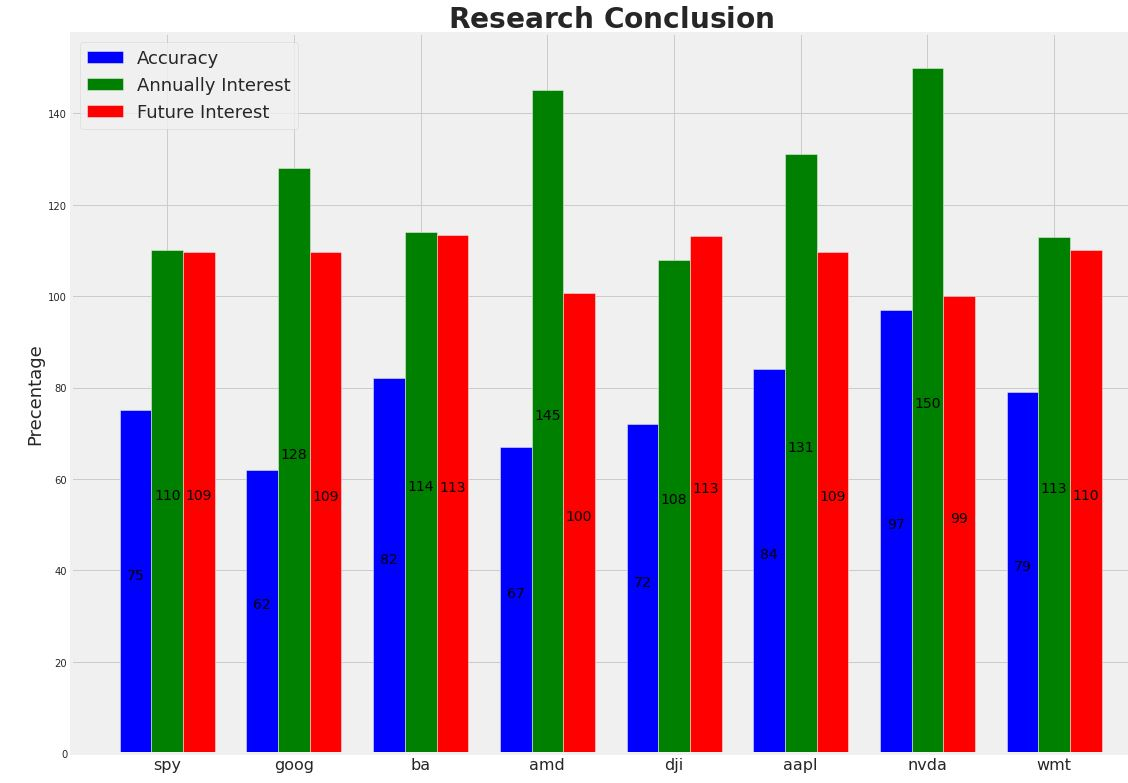 Research Conclusion
Accuracy
Annually Interest
Future Interest
Precentage
140
120
100
80
60
40
20
0
75 110 109
62 128 109
82 114 113
67 145 100
72 108 113
84 131 109
97 150 99
79 113 110
spy goog ba amd dji aapl nvda wmt